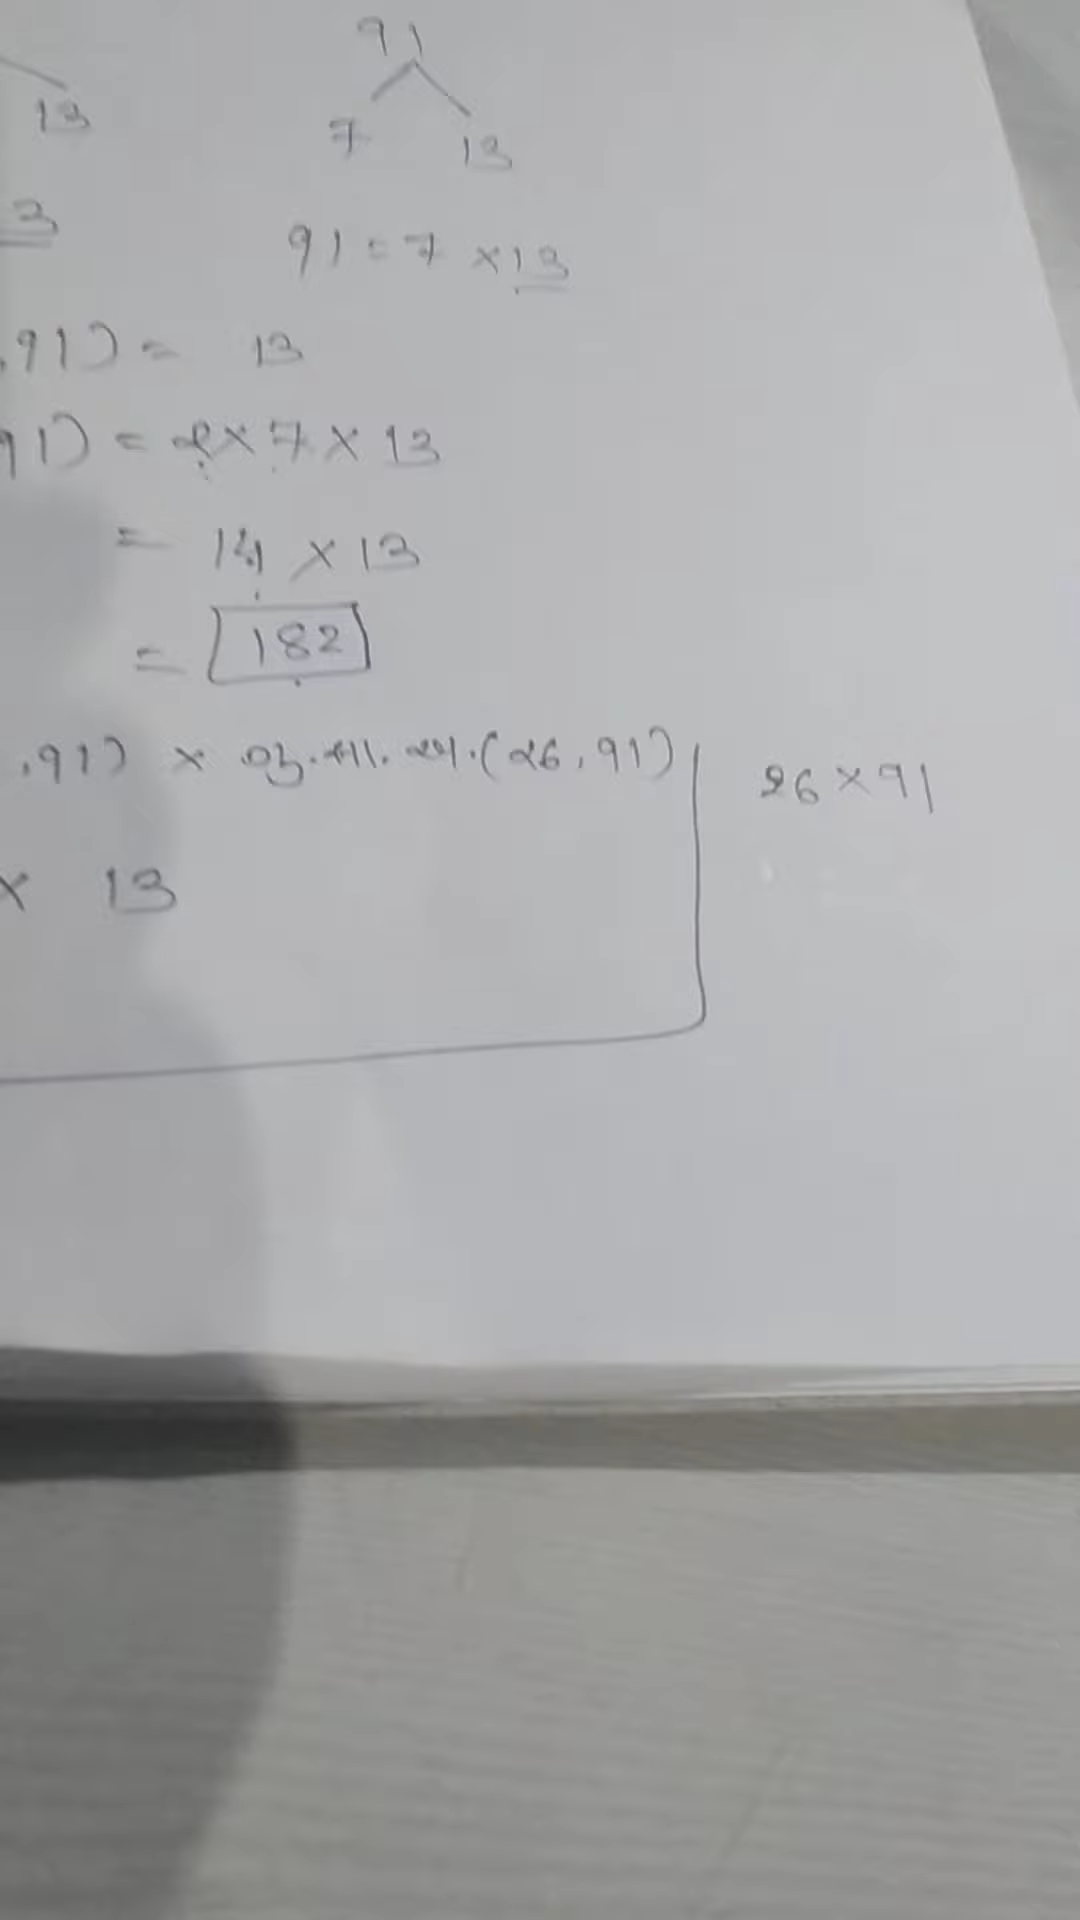 91
13
7 13
3
91 = 7 × 13
,91) = 13
91) = 2 × 7 × 13
= 14 × 13
= 182
,91) × (26, 91) 26 × 91
× 13